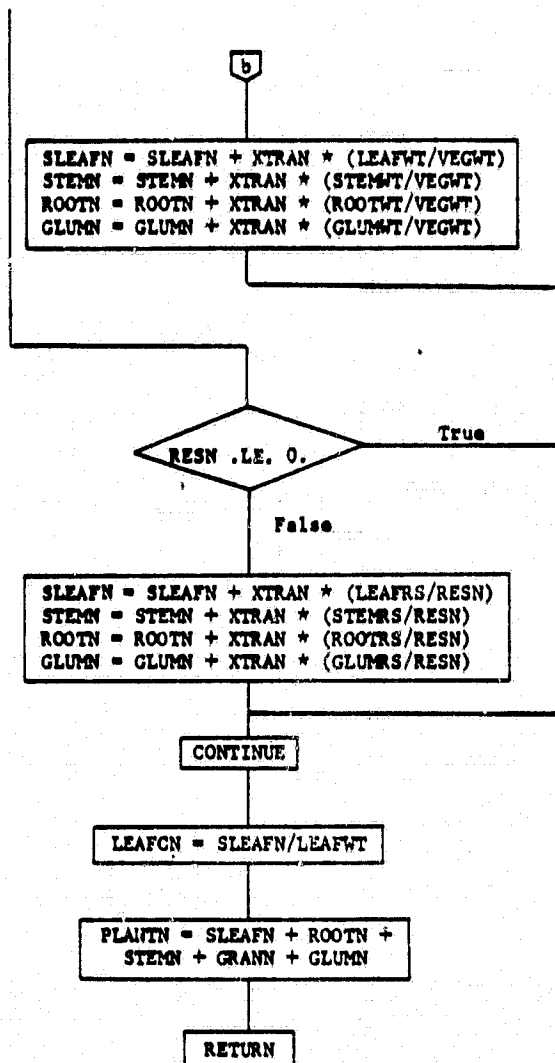 b
SLEAFN = SLEAFN + XTRAN * (LEAFWT/VEGWT)
STEMN = STEMN + XTRAN * (STEMWT/VEGWT)
ROOTN = ROOTN + XTRAN * (ROOTWT/VEGWT)
GLUMN = GLUMN + XTRAN * (GLUMWT/VEGWT)
RESN .LE. 0.
True
False
SLEAFN = SLEAFN + XTRAN * (LEAFRS/RESN)
STEMN = STEMN + XTRAN * (STEMRS/RESN)
ROOTN = ROOTN + XTRAN * (ROOTRS/RESN)
GLUMN = GLUMN + XTRAN * (GLUMRS/RESN)
CONTINUE
LEAFCN = SLEAFN/LEAFWT
PLANTN = SLEAFN + ROOTN +
STEMN + GRANN + GLUMN
RETURN